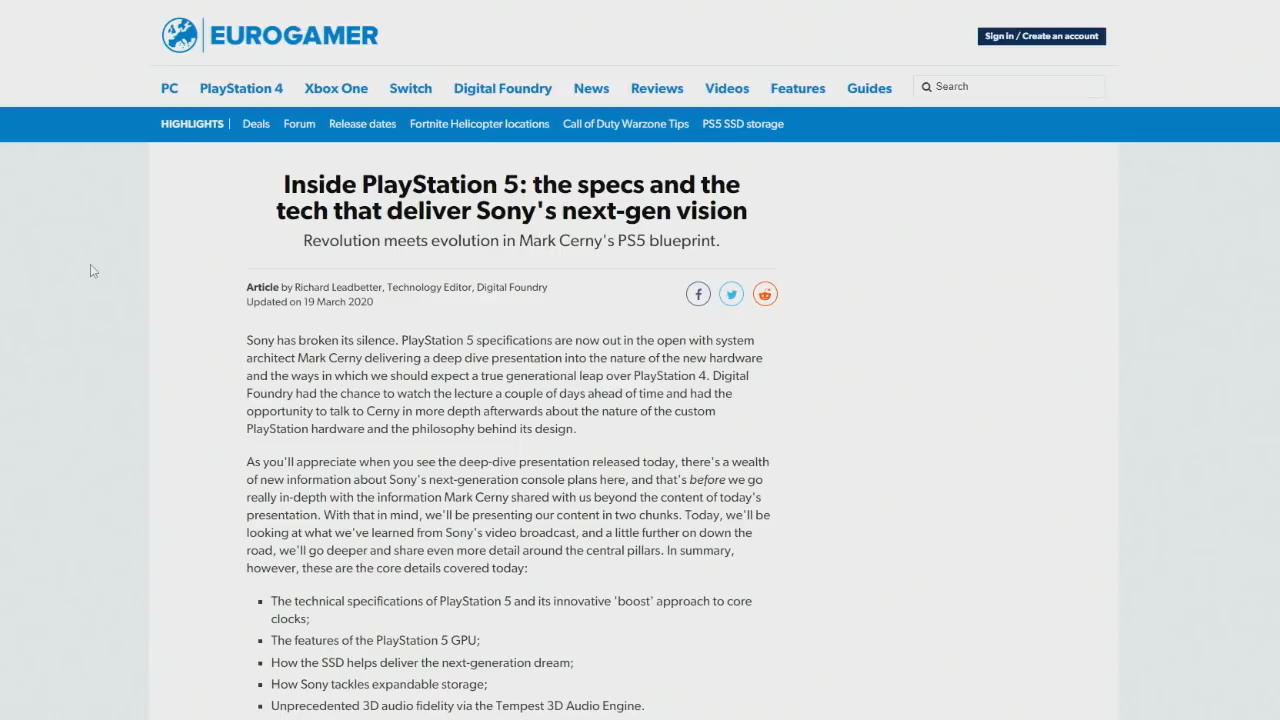 EUROGAMER
Sign in / Create an account
PC PlayStation 4 Xbox One Switch Digital Foundry News Reviews Videos Features Guides Search
HIGHLIGHTS | Deals Forum Release dates Fortnite Helicopter locations Call of Duty Warzone Tips PS5 SSD storage
Inside PlayStation 5: the specs and the
tech that deliver Sony's next-gen vision
Revolution meets evolution in Mark Cerny's PS5 blueprint.
Article by Richard Leadbetter, Technology Editor, Digital Foundry
Updated on 19 March 2020
Sony has broken its silence. PlayStation 5 specifications are now out in the open with system
architect Mark Cerny delivering a deep dive presentation into the nature of the new hardware
and the ways in which we should expect a true generational leap over PlayStation 4. Digital
Foundry had the chance to watch the lecture a couple of days ahead of time and had the
opportunity to talk to Cerny in more depth afterwards about the nature of the custom
PlayStation hardware and the philosophy behind its design.
As you'll appreciate when you see the deep-dive presentation released today, there's a wealth
of new information about Sony's next-generation console plans here, and that's before we go
really in-depth with the information Mark Cerny shared with us beyond the content of today's
presentation. With that in mind, we'll be presenting our content in two chunks. Today, we'll be
looking at what we've learned from Sony's video broadcast, and a little further on down the
road, we'll go deeper and share even more detail around the central pillars. In summary,
however, these are the core details covered today:
▪ The technical specifications of PlayStation 5 and its innovative 'boost' approach to core
clocks;
▪ The features of the PlayStation 5 GPU;
▪ How the SSD helps deliver the next-generation dream;
▪ How Sony tackles expandable storage;
▪ Unprecedented 3D audio fidelity via the Tempest 3D Audio Engine.